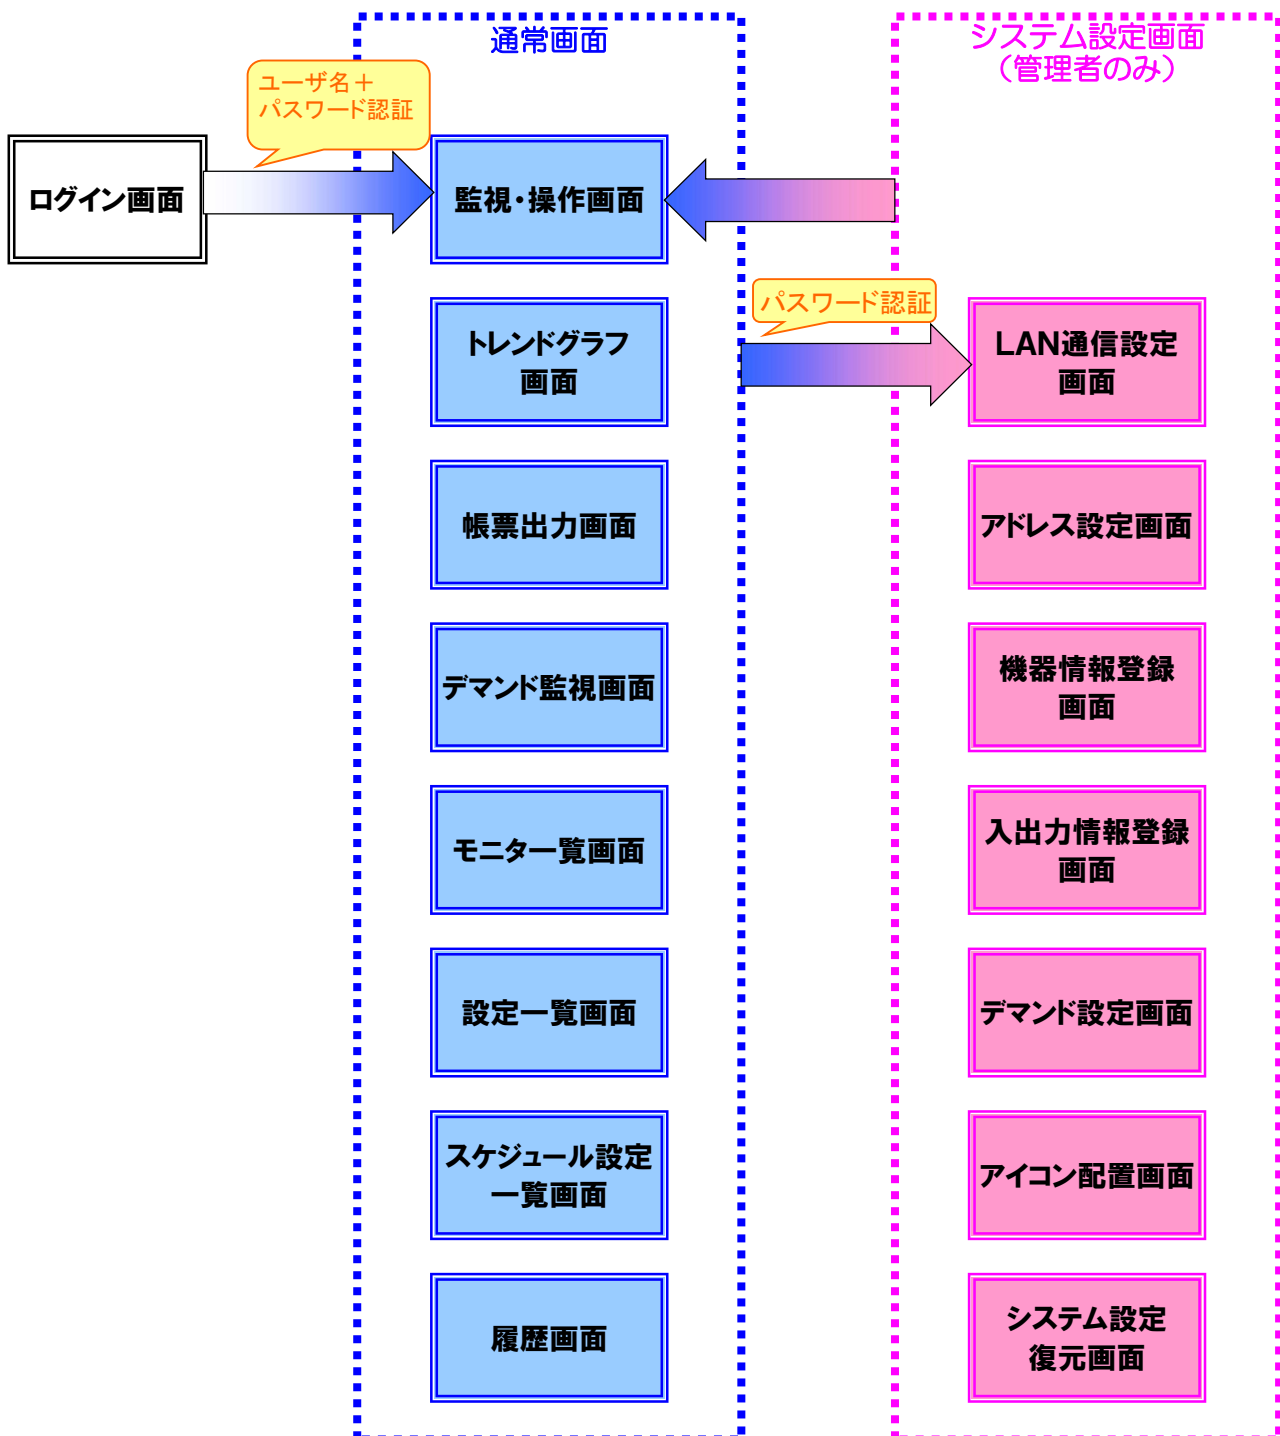 通常画面
システム設定画面
（管理者のみ）
ユーザ名＋
パスワード認証
ログイン画面
監視・操作画面
パスワード認証
トレンドグラフ
画面
LAN通信設定
画面
帳票出力画面
アドレス設定画面
デマンド監視画面
機器情報登録
画面
モニタ一覧画面
入出力情報登録
画面
設定一覧画面
デマンド設定画面
スケジュール設定
一覧画面
アイコン配置画面
履歴画面
システム設定
復元画面